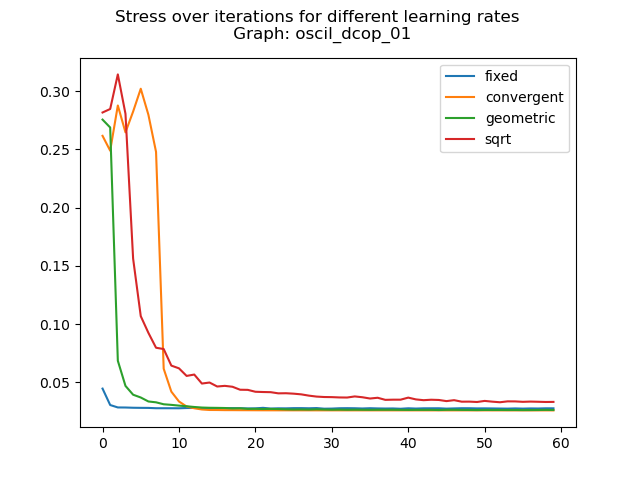 Stress over iterations for different learning rates
Graph: oscil_dcop_01
fixed
convergent
geometric
sqrt
0.30
0.25
0.20
0.15
0.10
0.05
0
10
20
30
40
50
60